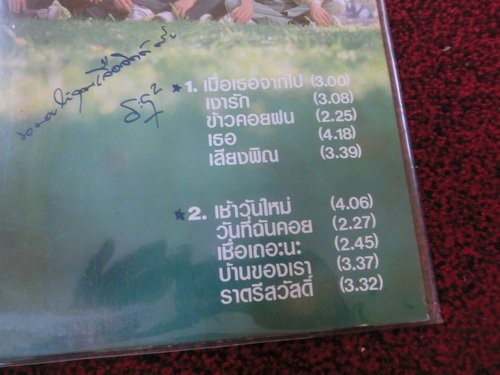 1. เมื่อเธอจากไป (3.00)
เงารัก (3.08)
ข้าวคอยฝน (2.25)
เธอ (4.18)
เสียงพิณ (3.39)
2. เช้าวันใหม่ (4.06)
วันที่ฉันคอย (2.27)
เชื่อเถอะนะ (2.45)
บ้านของเรา (3.37)
ราตรีสวัสดิ์ (3.32)